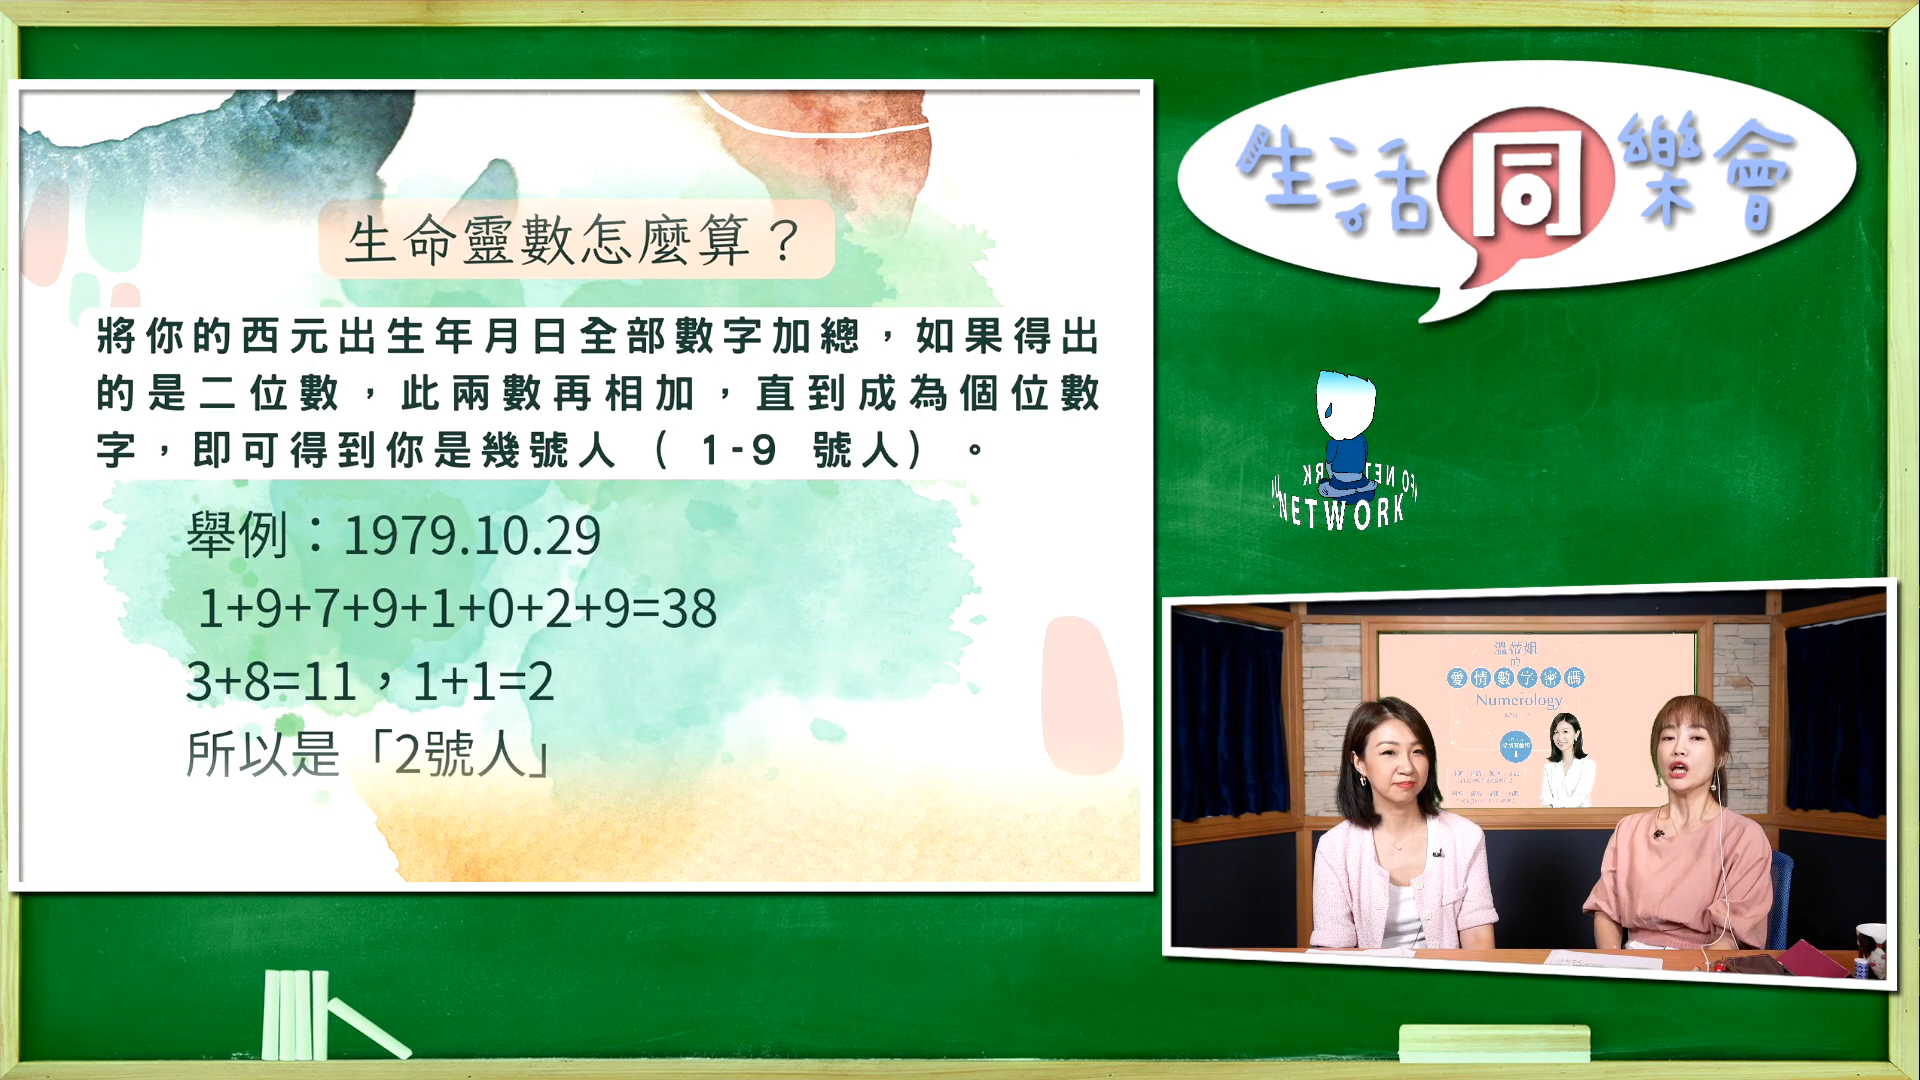 生命靈數怎麼算？
將你的西元出生年月日全部數字加總，如果得出
的是二位數，此兩數再相加，直到成為個位數
字，即可得到你是幾號人（ 1-9 號人）。
舉例：1979.10.29
1+9+7+9+1+0+2+9=38
3+8=11，1+1=2
所以是「2號人」
生活同樂會
NETWORK
溫蒂姐
的
愛情數字密碼
Numerology